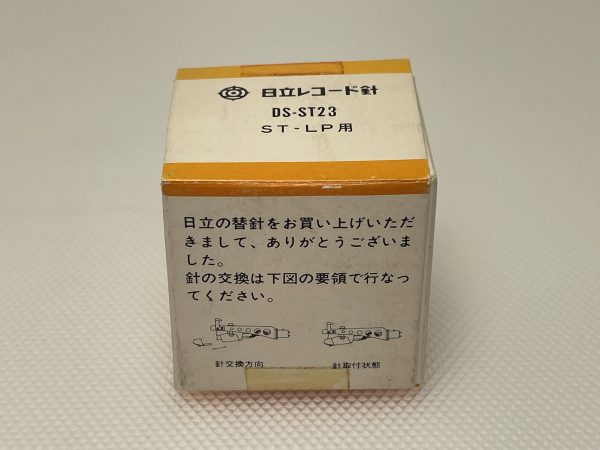 日立レコード針
DS-ST23
ST-LP用
日立の替針をお買い上げいただ
きまして、ありがとうございま
した。
針の交換は下図の要領で行なっ
てください。
針交換方向
針取付状態